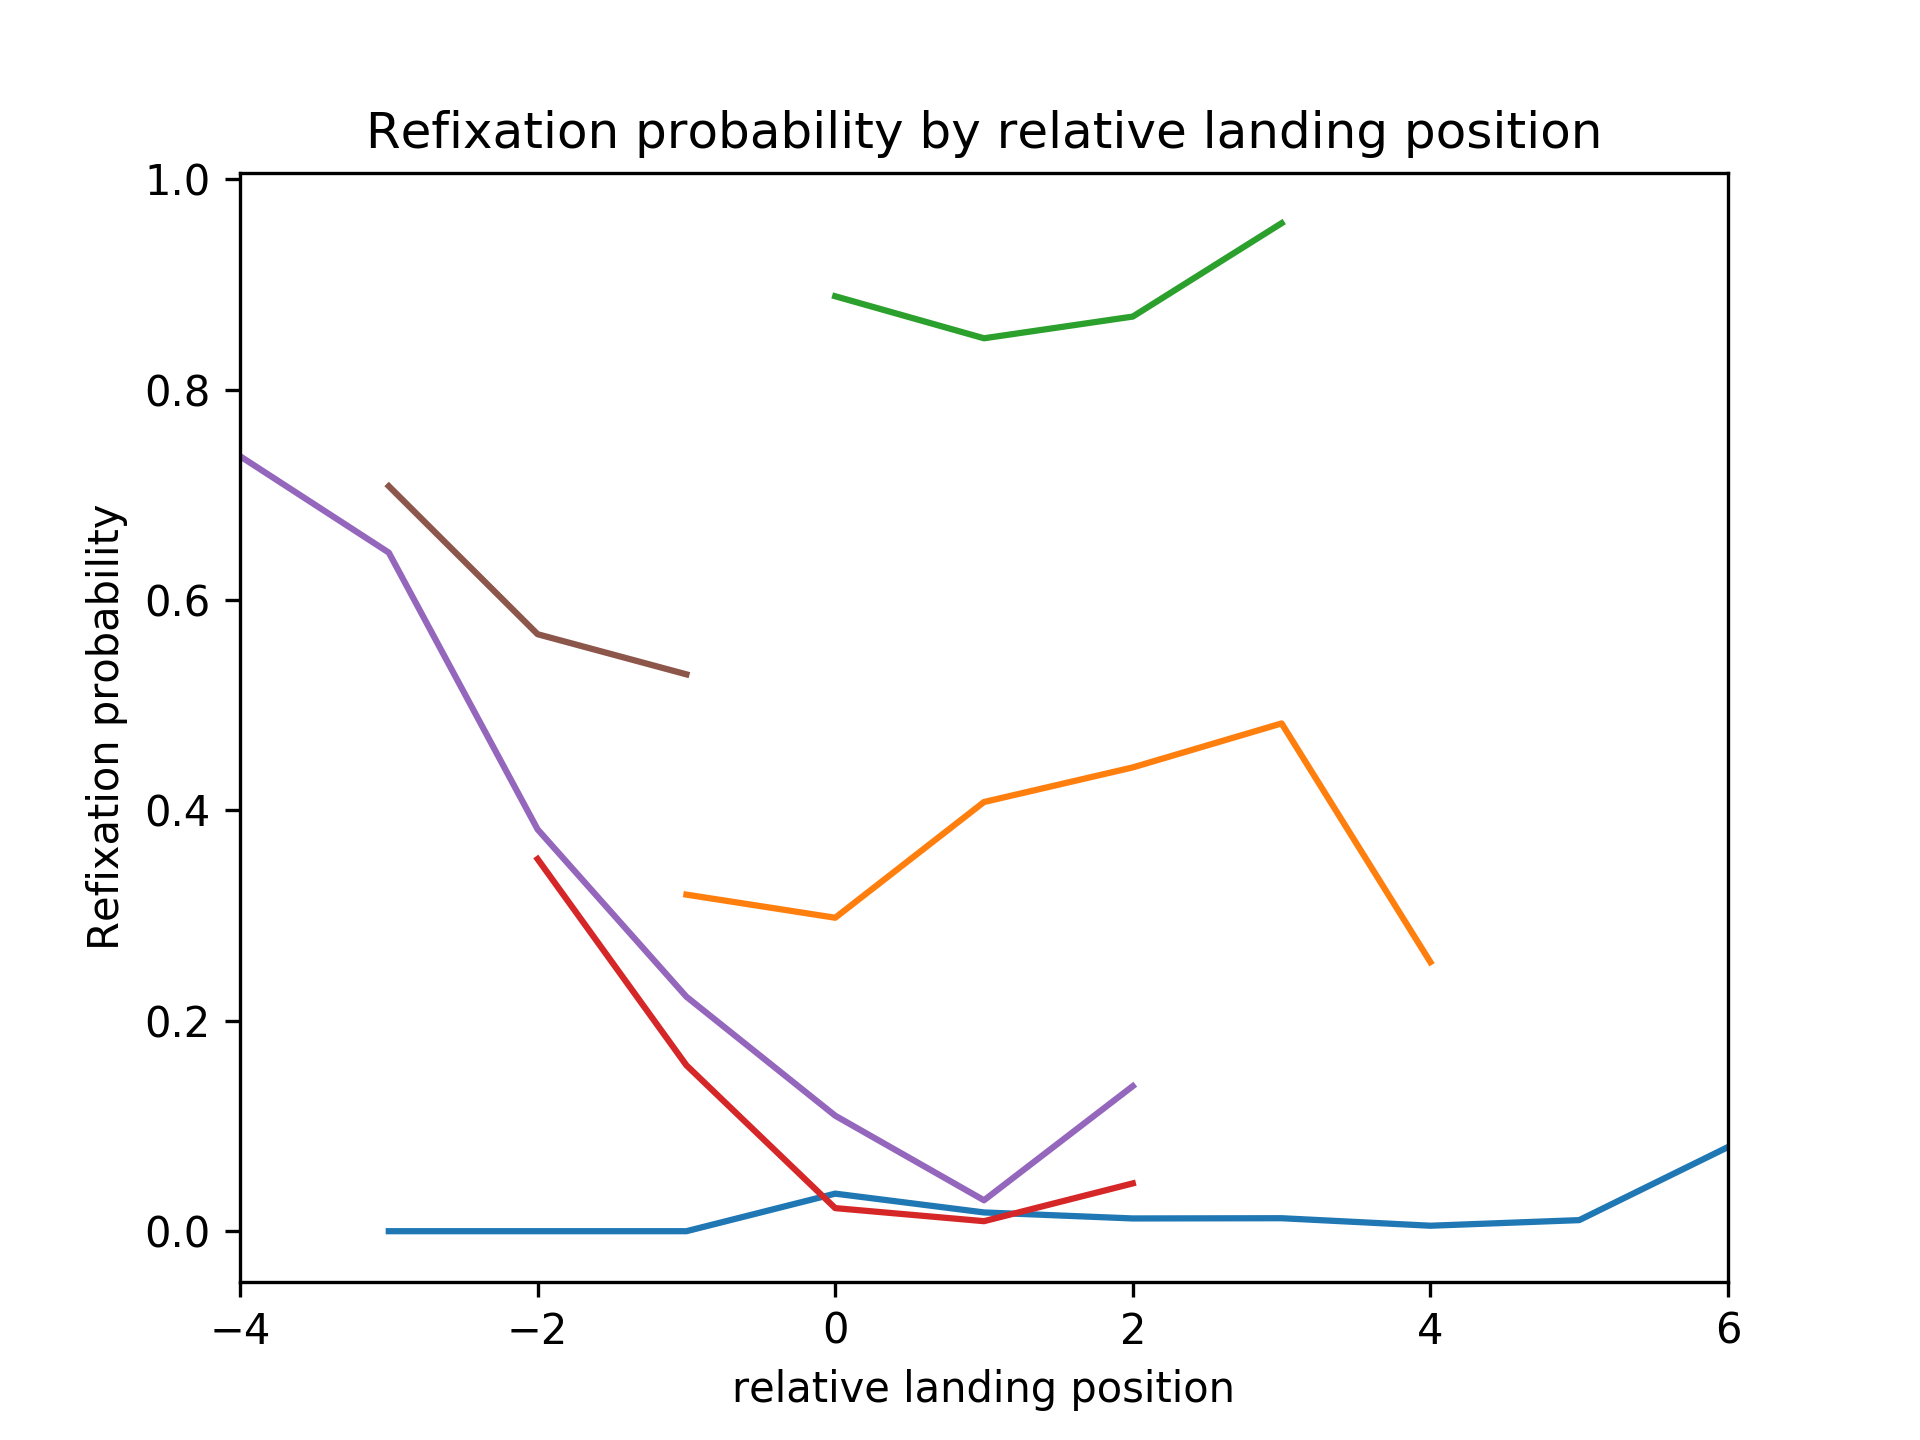 Refixation probability by relative landing position
1.0
0.8
0.6
0.4
0.2
0.0
Refixation probability
−4 −2 0 2 4 6
relative landing position